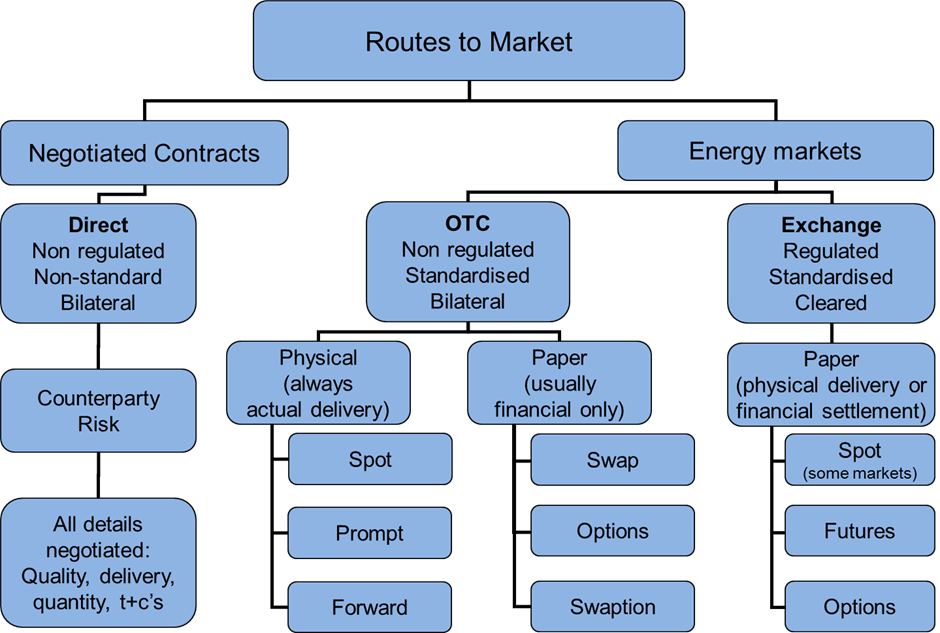 Routes to Market
Negotiated Contracts
Energy markets
Direct
Non regulated
Non-standard
Bilateral
OTC
Non regulated
Standardised
Bilateral
Exchange
Regulated
Standardised
Cleared
Counterparty
Risk
All details
negotiated:
Quality, delivery,
quantity, t+c’s
Physical
(always
actual delivery)
Spot
Prompt
Forward
Paper
(usually
financial only)
Swap
Options
Swaption
Paper
(physical delivery or
financial settlement)
Spot
(some markets)
Futures
Options